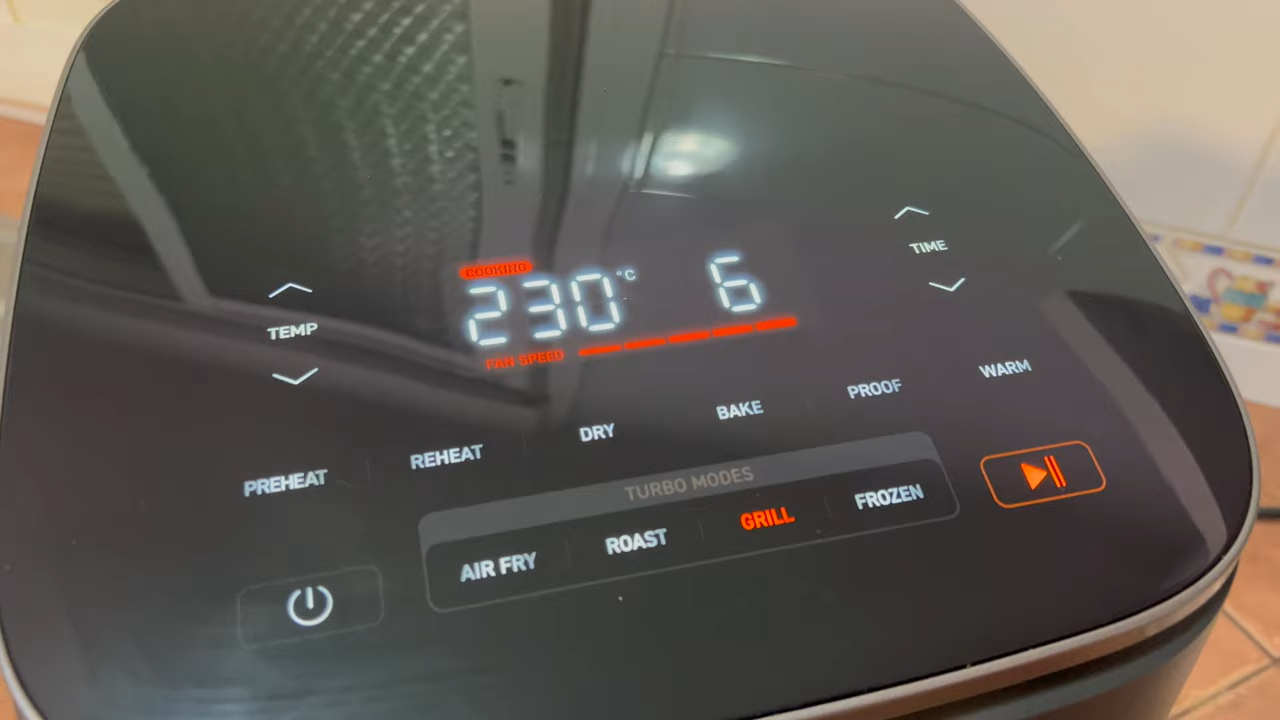 COOKING
230°C 6
FAN SPEED
TEMP
TIME
PREHEAT REHEAT DRY BAKE PROOF WARM
TURBO MODES
AIR FRY ROAST GRILL FROZEN